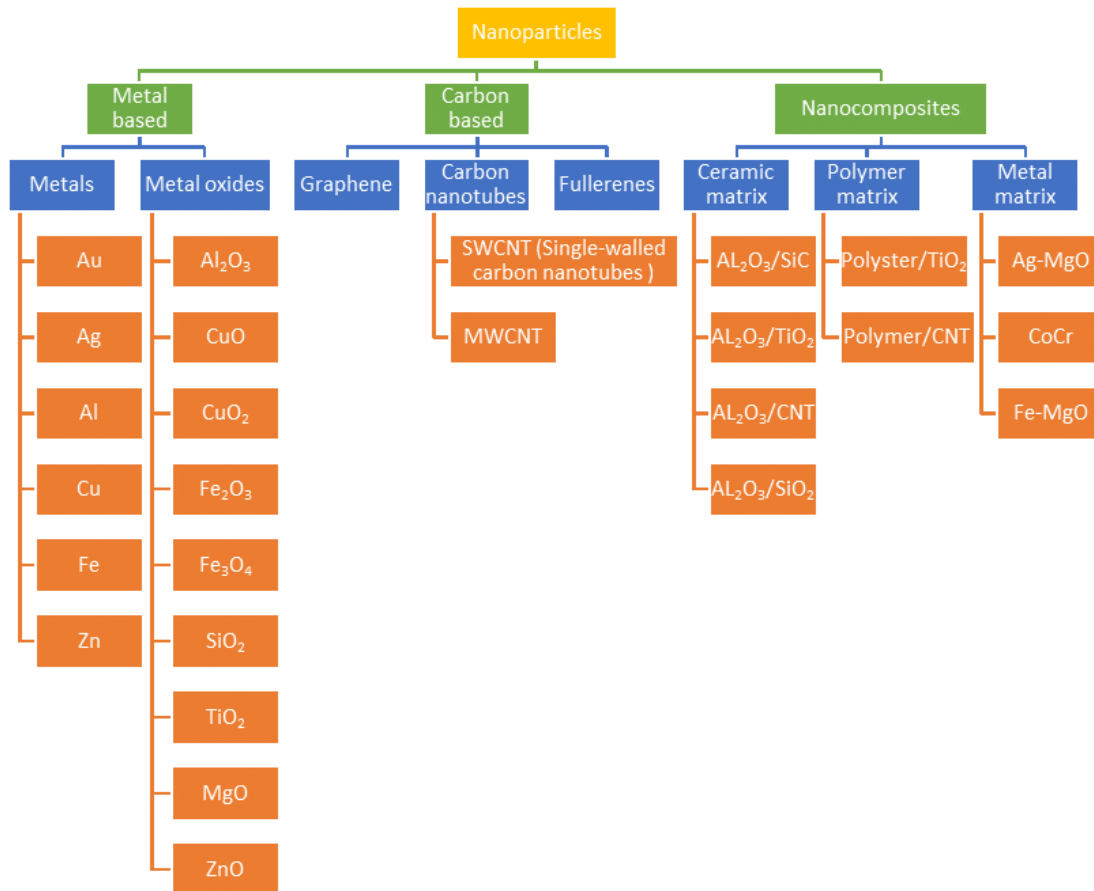 Nanoparticles
Metal
based
Carbon
based
Nanocomposites
Metals
Metal oxides
Graphene
Carbon
nanotubes
Fullerenes
Ceramic
matrix
Polymer
matrix
Metal
matrix
Au
Ag
Al
Cu
Fe
Zn
Al₂O₃
CuO
CuO₂
Fe₂O₃
Fe₃O₄
SiO₂
TiO₂
MgO
ZnO
SWCNT (Single-walled
carbon nanotubes )
MWCNT
AL₂O₃/SiC
AL₂O₃/TiO₂
AL₂O₃/CNT
AL₂O₃/SiO₂
Polyster/TiO₂
Polymer/CNT
Ag-MgO
CoCr
Fe-MgO